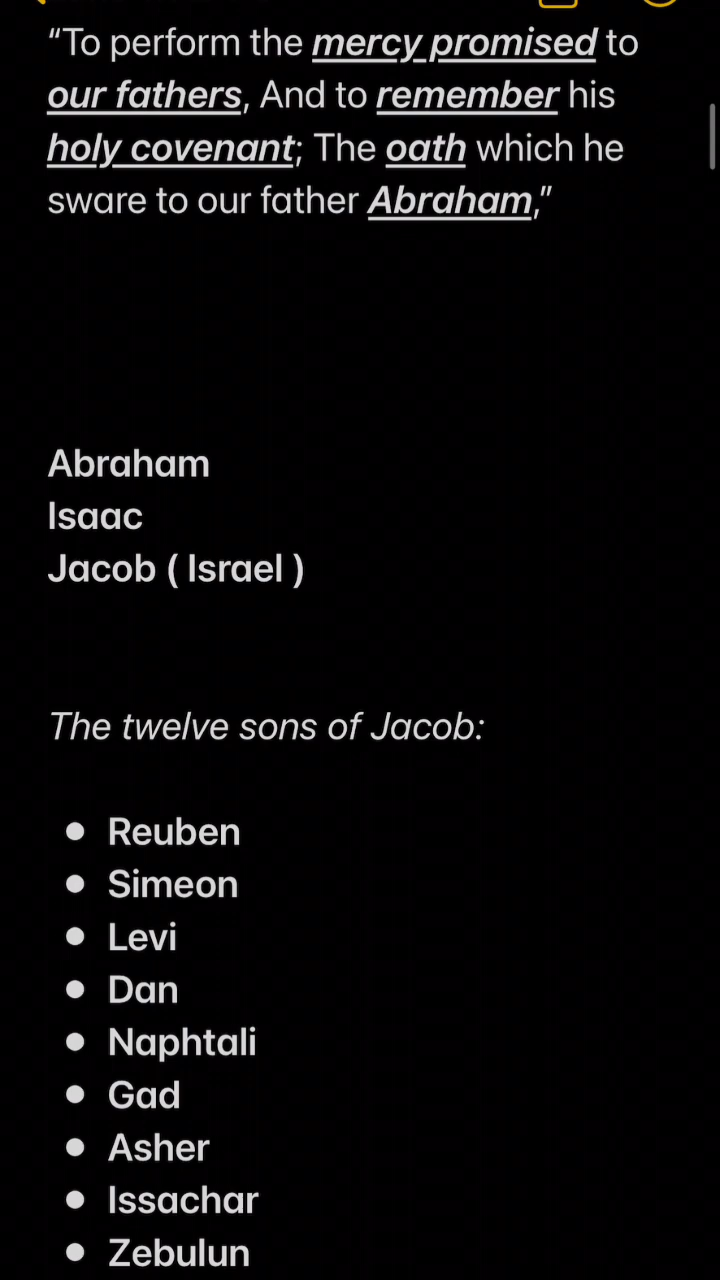 “To perform the mercy promised to
our fathers, And to remember his
holy covenant; The oath which he
sware to our father Abraham,”
Abraham
Isaac
Jacob ( Israel )
The twelve sons of Jacob:
• Reuben
• Simeon
• Levi
• Dan
• Naphtali
• Gad
• Asher
• Issachar
• Zebulun